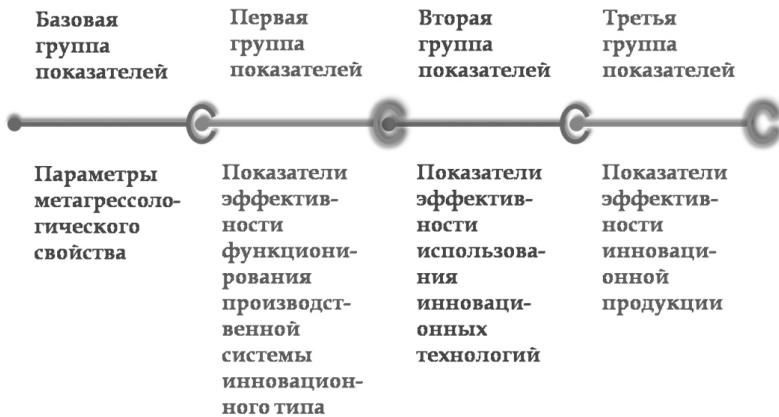 Базовая
группа
показателей
Первая
группа
показателей
Вторая
группа
показателей
Третья
группа
показателей
Параметры
метагрессоло-
гического
свойства
Показатели
эффектив-
ности
функциони-
рования
производст-
венной
системы
инновацион-
ного типа
Показатели
эффектив-
ности
использова-
ния
инноваци-
онных
технологий
Показатели
эффектив-
ности
инноваци-
онной
продукции